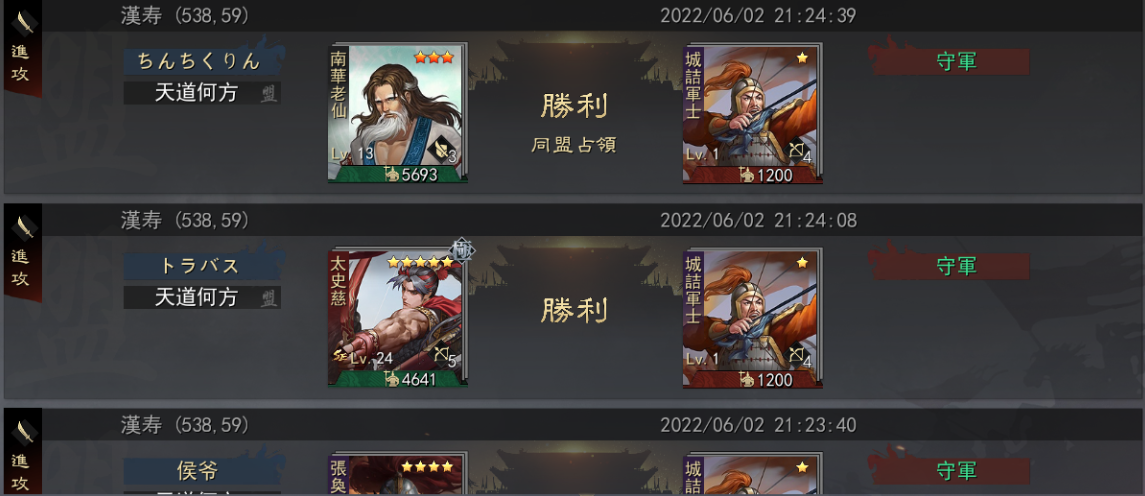 漢寿 (538,59)
2022/06/02 21:24:39
進攻
ちんちくりん
天道何方 盟
南華老仙
Lv. 13
3
5693
勝利
同盟占領
城詰軍士
Lv. 1
4
1200
守軍
漢寿 (538,59)
2022/06/02 21:24:08
進攻
トラバス
天道何方 盟
太史慈
極
SE Lv. 24
5
4641
勝利
城詰軍士
Lv. 1
4
1200
守軍
漢寿 (538,59)
2022/06/02 21:23:40
進攻
侯爷
張奐
城詰
守軍